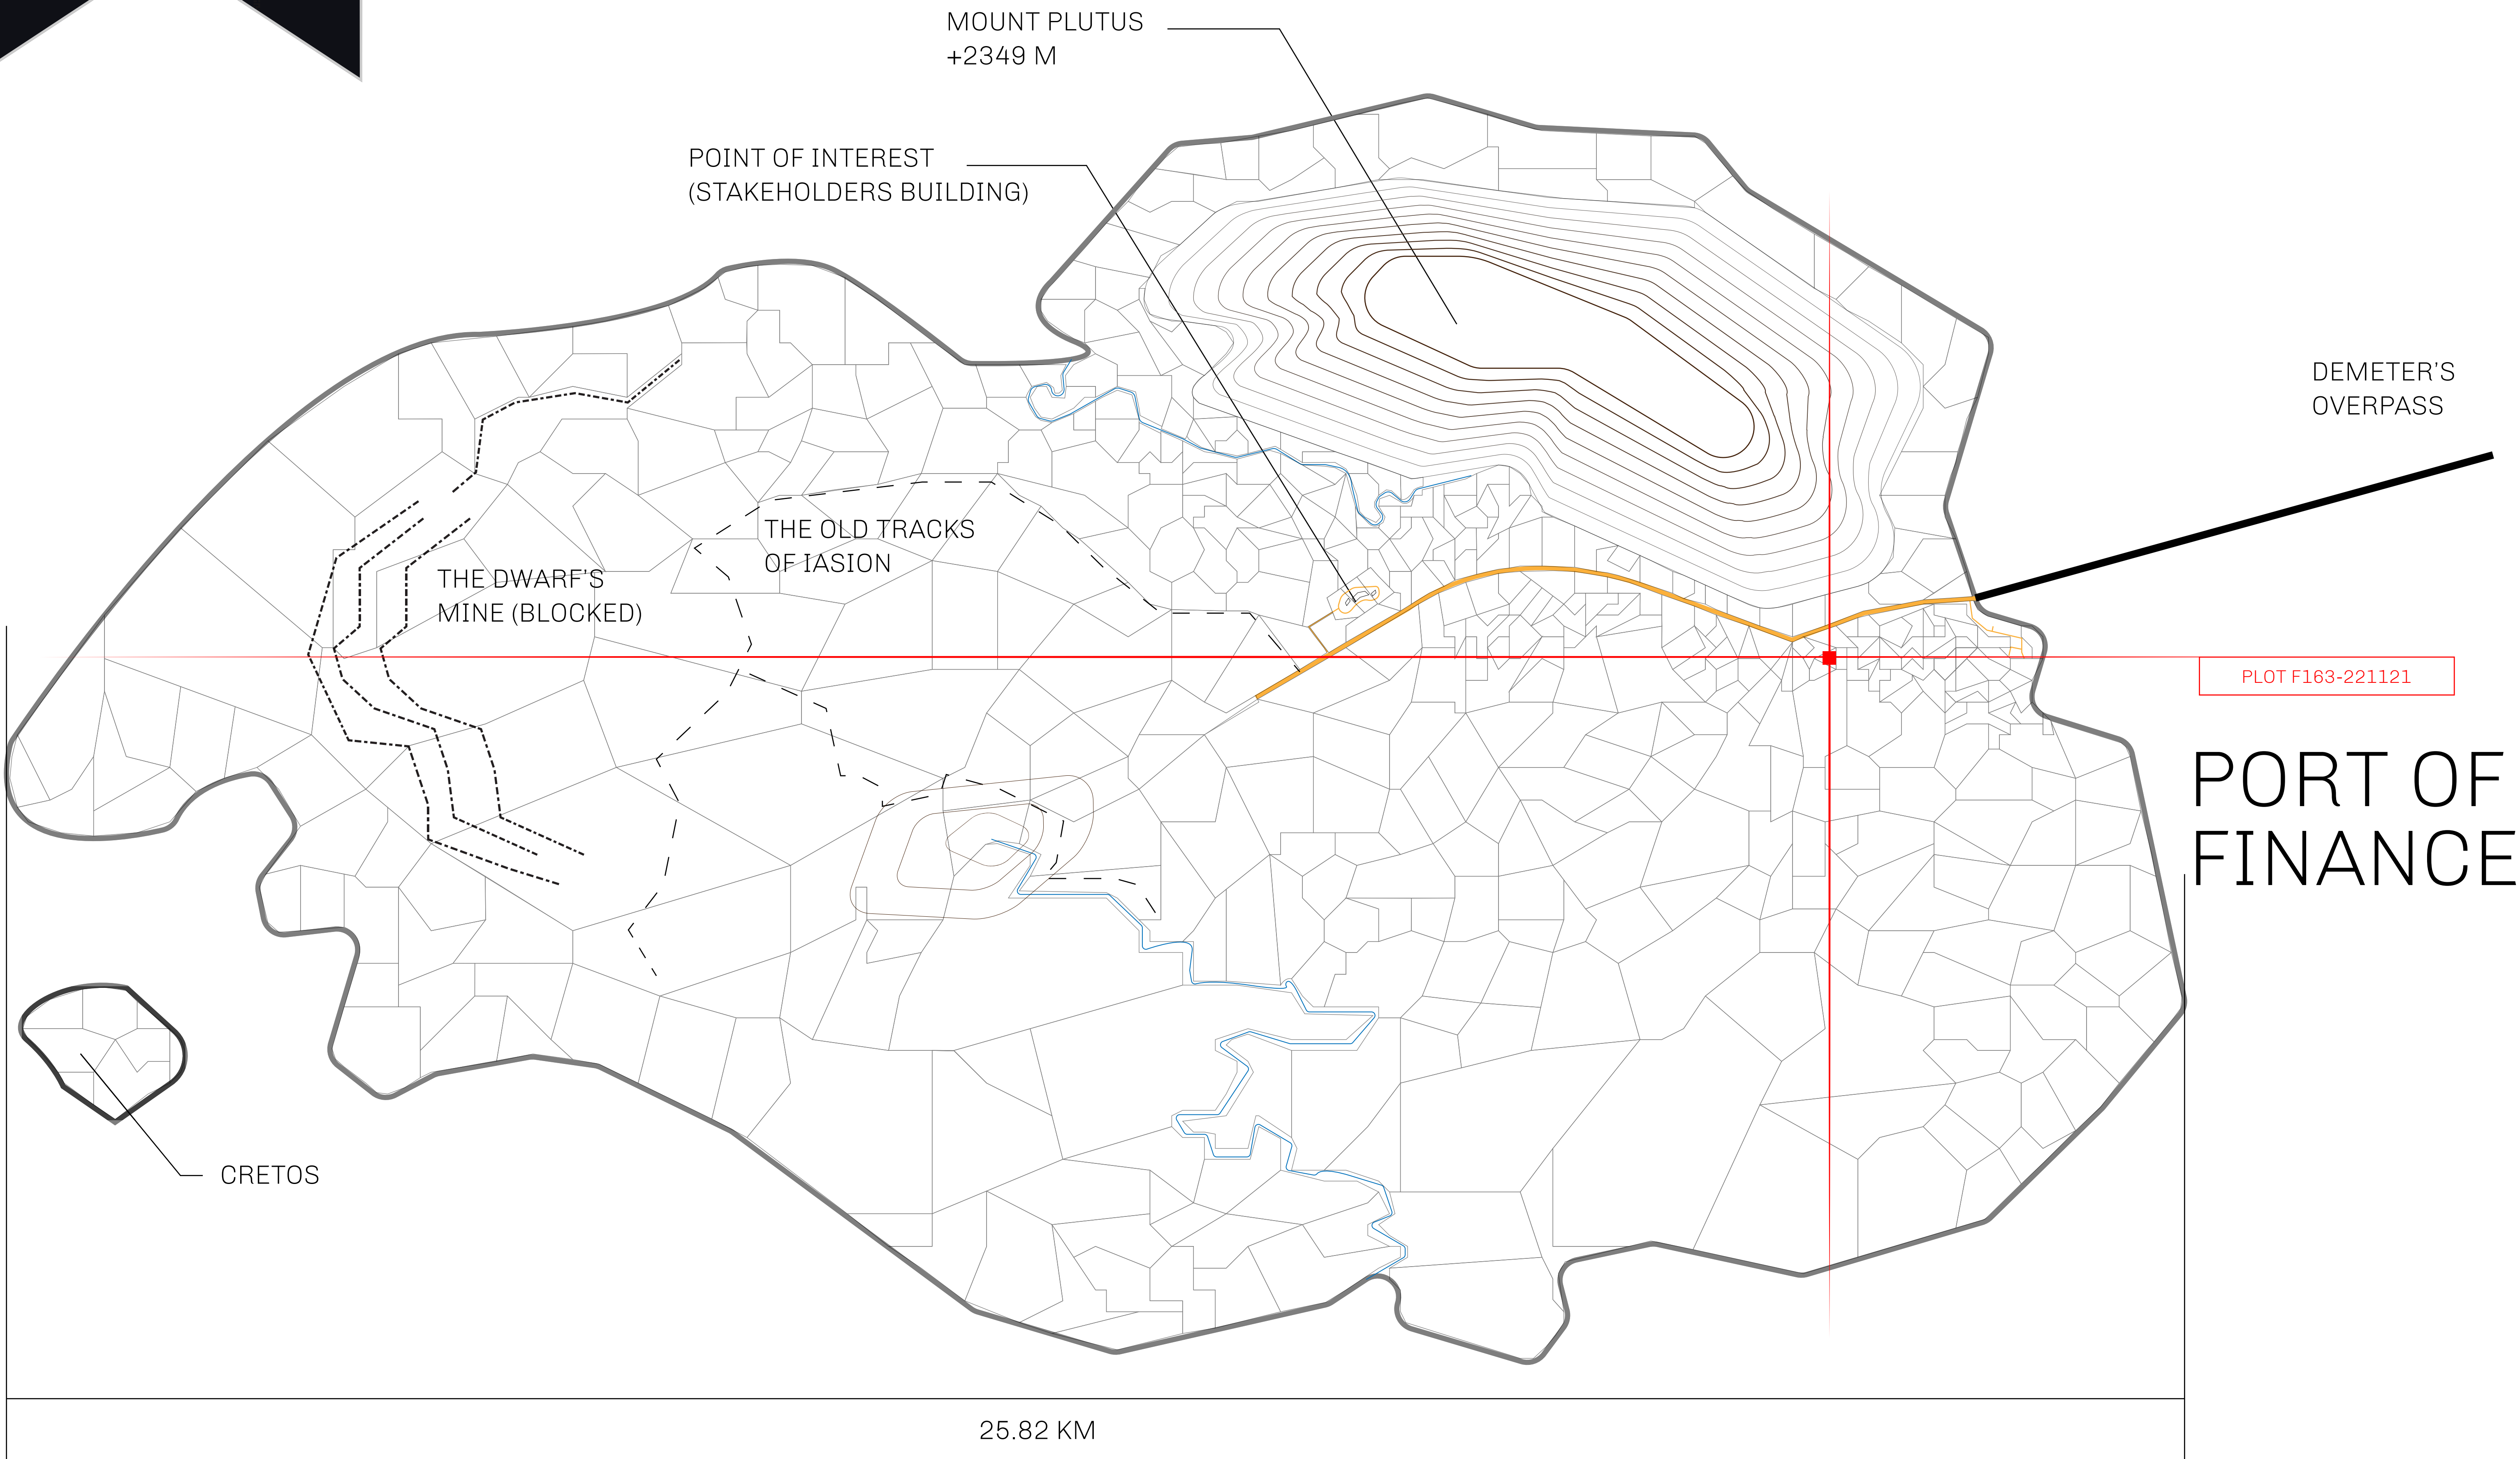 MOUNT PLUTUS
+2349 M
POINT OF INTEREST
(STAKEHOLDERS BUILDING)
DEMETER'S
OVERPASS
THE OLD TRACKS
OF IASION
THE DWARF'S
MINE (BLOCKED)
PLOT F163-221121
PORT OF
FINANCE
CRETOS
25.82 KM